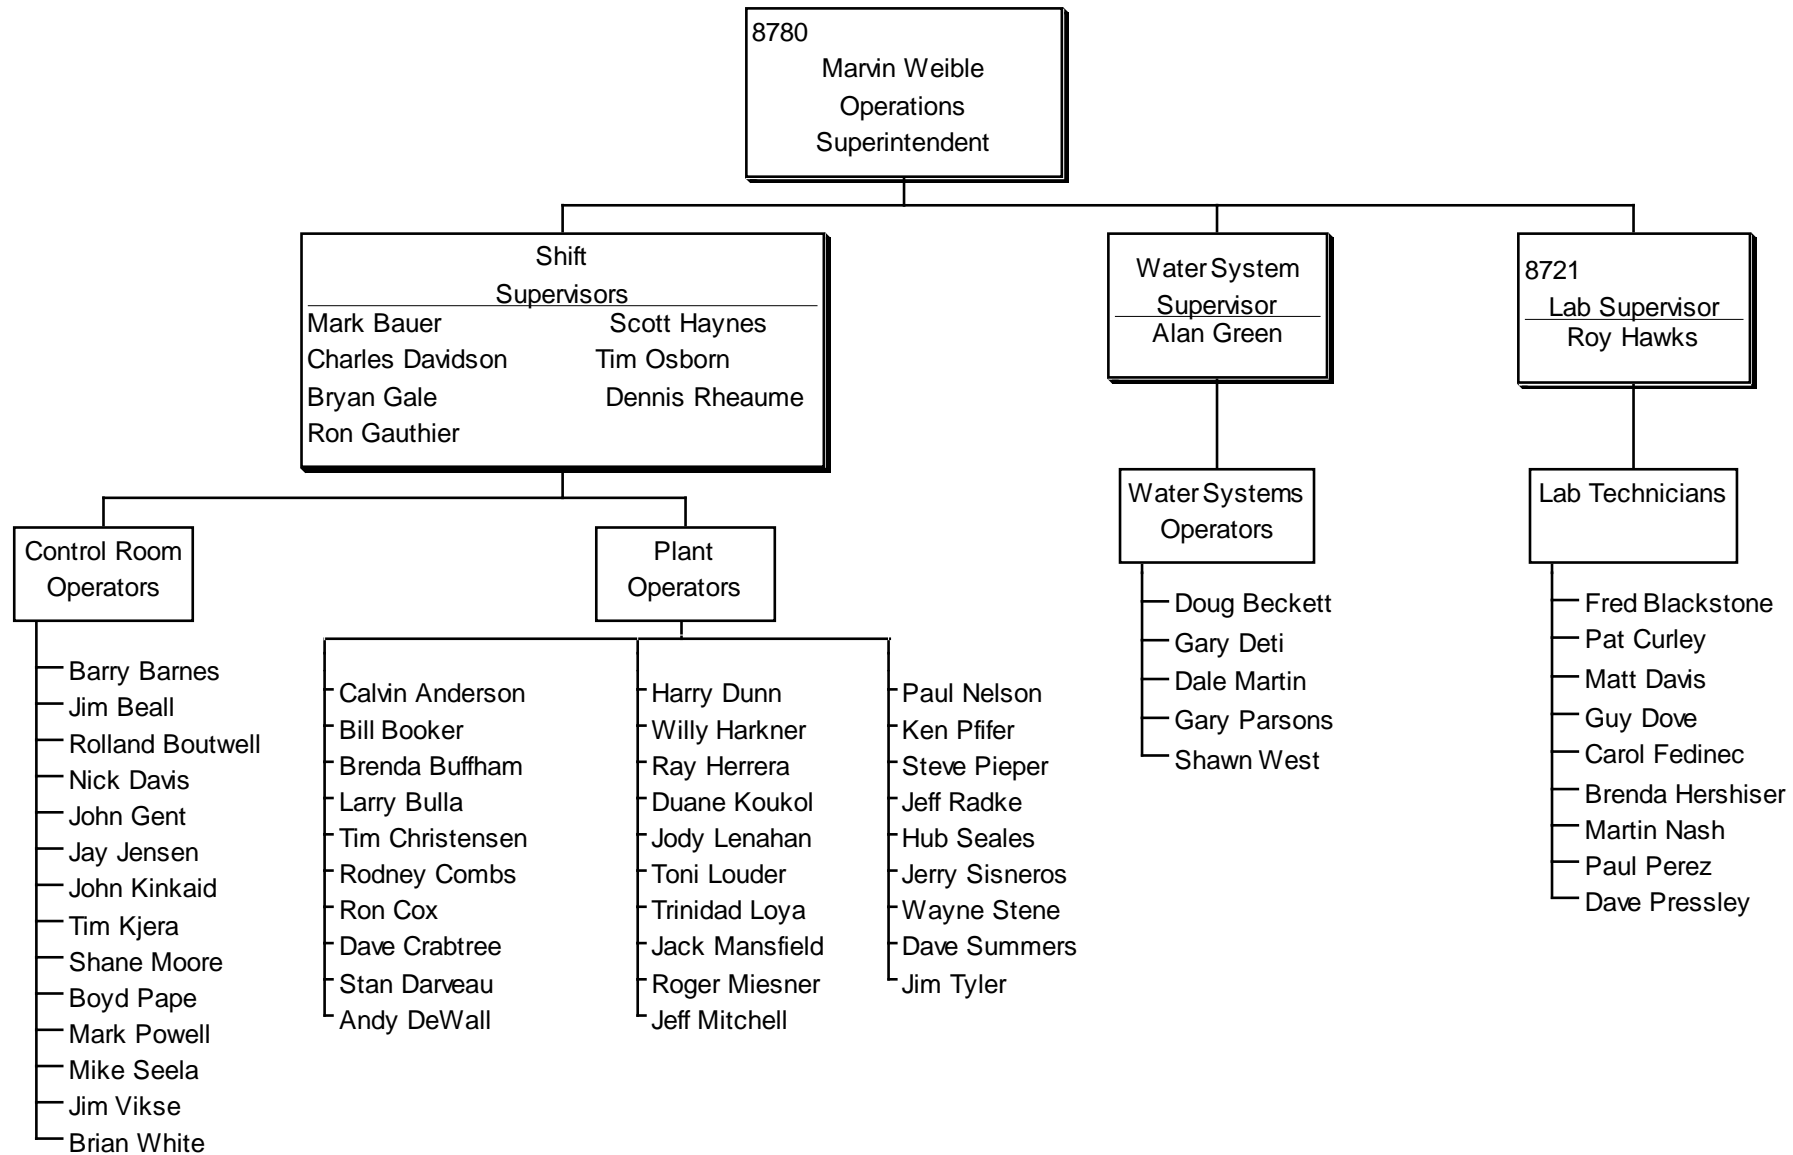 8780
Marvin Weible
Operations
Superintendent
Shift
Supervisors
Mark Bauer Scott Haynes
Charles Davidson Tim Osborn
Bryan Gale Dennis Rheaume
Ron Gauthier
Water System
Supervisor
Alan Green
8721
Lab Supervisor
Roy Hawks
Control Room
Operators
Barry Barnes
Jim Beall
Rolland Boutwell
Nick Davis
John Gent
Jay Jensen
John Kinkaid
Tim Kjera
Shane Moore
Boyd Pape
Mark Powell
Mike Seela
Jim Vikse
Brian White
Plant
Operators
Calvin Anderson
Bill Booker
Brenda Buffham
Larry Bulla
Tim Christensen
Rodney Combs
Ron Cox
Dave Crabtree
Stan Darveau
Andy DeWall
Harry Dunn
Willy Harkner
Ray Herrera
Duane Koukol
Jody Lenahan
Toni Louder
Trinidad Loya
Jack Mansfield
Roger Miesner
Jeff Mitchell
Paul Nelson
Ken Pfifer
Steve Pieper
Jeff Radke
Hub Seales
Jerry Sisneros
Wayne Stene
Dave Summers
Jim Tyler
Water Systems
Operators
Doug Beckett
Gary Deti
Dale Martin
Gary Parsons
Shawn West
Lab Technicians
Fred Blackstone
Pat Curley
Matt Davis
Guy Dove
Carol Fedinec
Brenda Hershiser
Martin Nash
Paul Perez
Dave Pressley